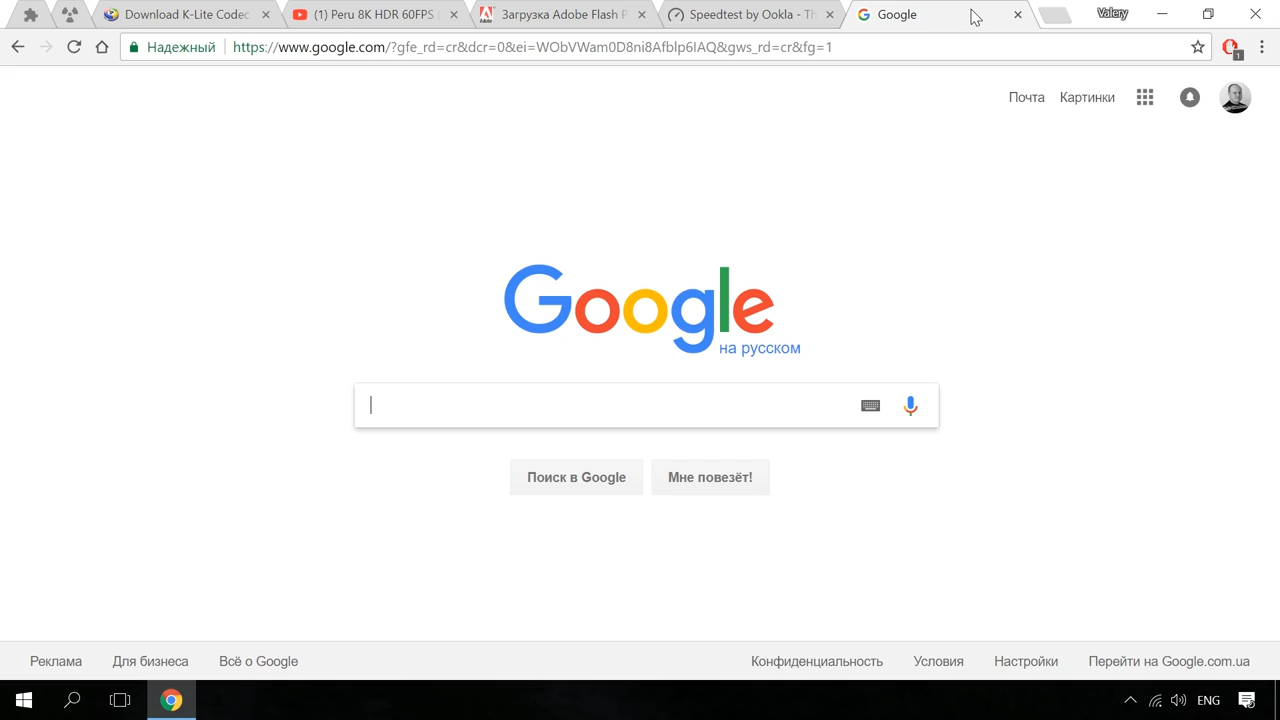 Download K-Lite Codec
(1) Peru 8K HDR 60FPS (
Загрузка Adobe Flash P
Speedtest by Ookla - Th
Google
Valery
Надежный
https://www.google.com/?gfe_rd=cr&dcr=0&ei=WObVWam0D8ni8AfbIp6IAQ&gws_rd=cr&fg=1
1
Почта Картинки
Google
на русском
Поиск в Google Мне повезёт!
Реклама Для бизнеса Всё о Google Конфиденциальность Условия Настройки Перейти на Google.com.ua
ENG